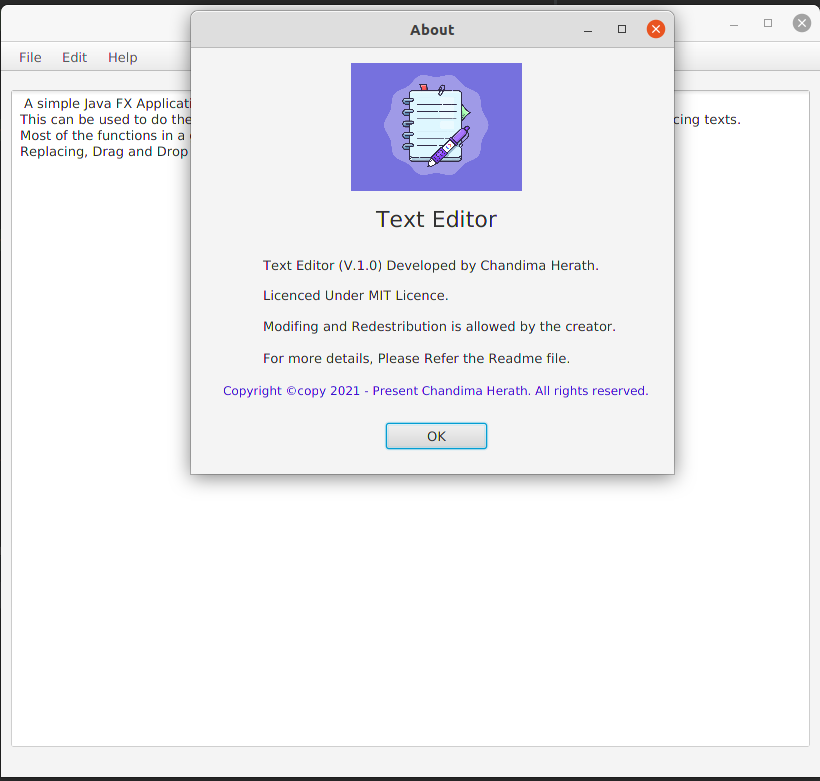 About
File Edit Help
A simple Java FX
This can be used to do the cing texts.
Most of the functions in a
Replacing, Drag and Drop
Text Editor
Text Editor (V.1.0) Developed by Chandima Herath.
Licenced Under MIT Licence.
Modifing and Redestribution is allowed by the creator.
For more details, Please Refer the Readme file.
Copyright ©copy 2021 - Present Chandima Herath. All rights reserved.
OK